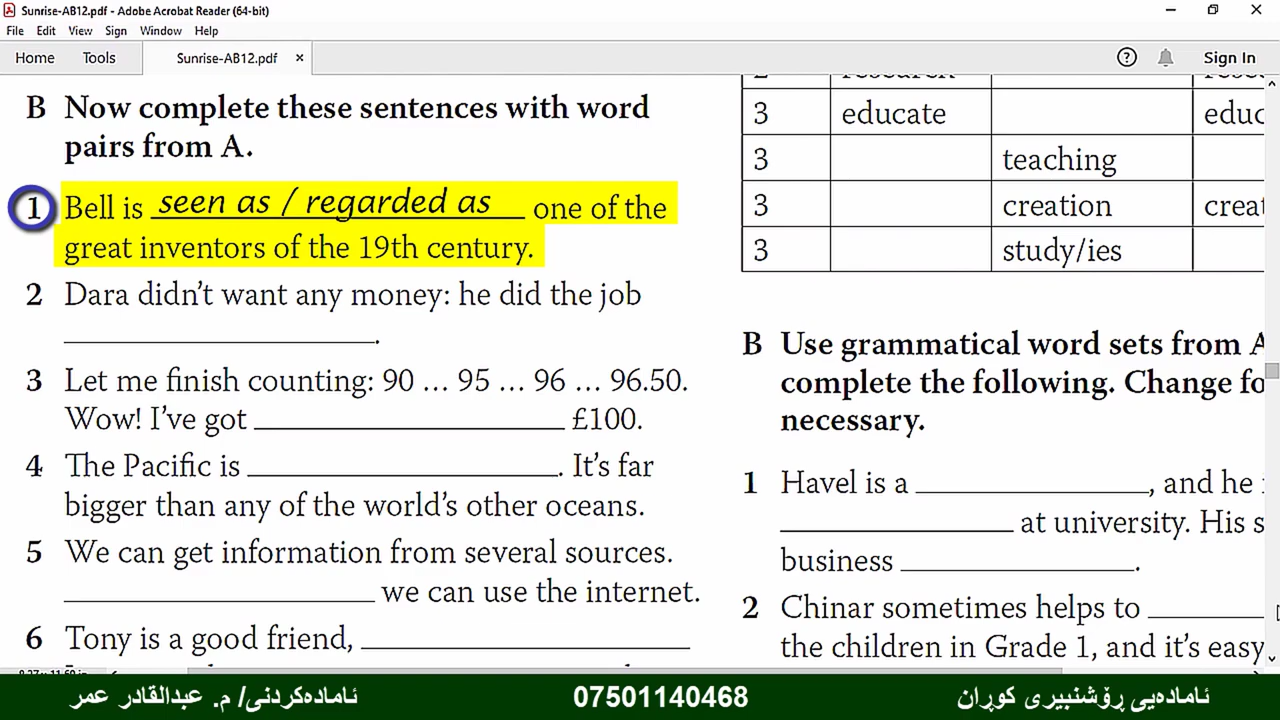 Sunrise-AB12.pdf - Adobe Acrobat Reader (64-bit)
File Edit View Sign Window Help
Home Tools Sunrise-AB12.pdf × Sign In
B Now complete these sentences with word
pairs from A.
1 Bell is seen as / regarded as one of the
great inventors of the 19th century.
2 Dara didn't want any money: he did the job
.
3 Let me finish counting: 90 … 95 … 96 … 96.50.
Wow! I've got £100.
4 The Pacific is . It's far
bigger than any of the world's other oceans.
5 We can get information from several sources.
we can use the internet.
6 Tony is a good friend,
3 educate educ
3 teaching
3 creation creat
3 study/ies
B Use grammatical word sets from A
complete the following. Change fo
necessary.
1 Havel is a , and he
at university. His s
business .
2 Chinar sometimes helps to
the children in Grade 1, and it's easy
ئامادەکردنی/ م. عبدالقادر عمر
07501140468
ئامادەیی ڕۆشنبیری کوڕان